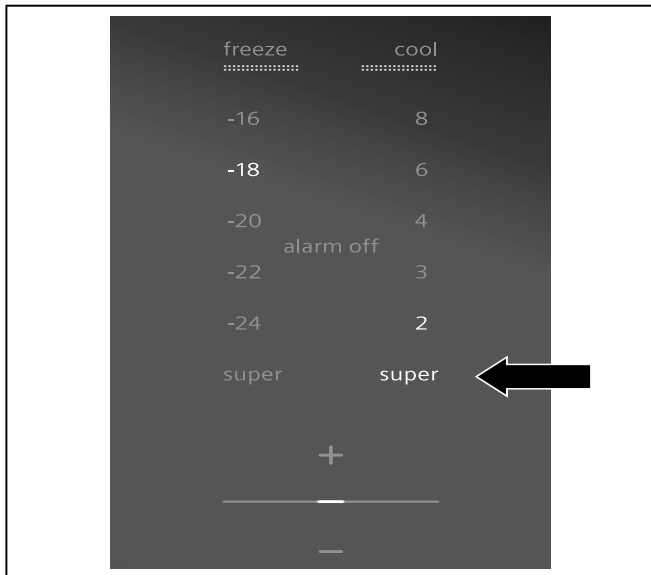 freeze cool
-16 8
-18 6
-20 4
alarm off
-22 3
-24 2
super super
+
—